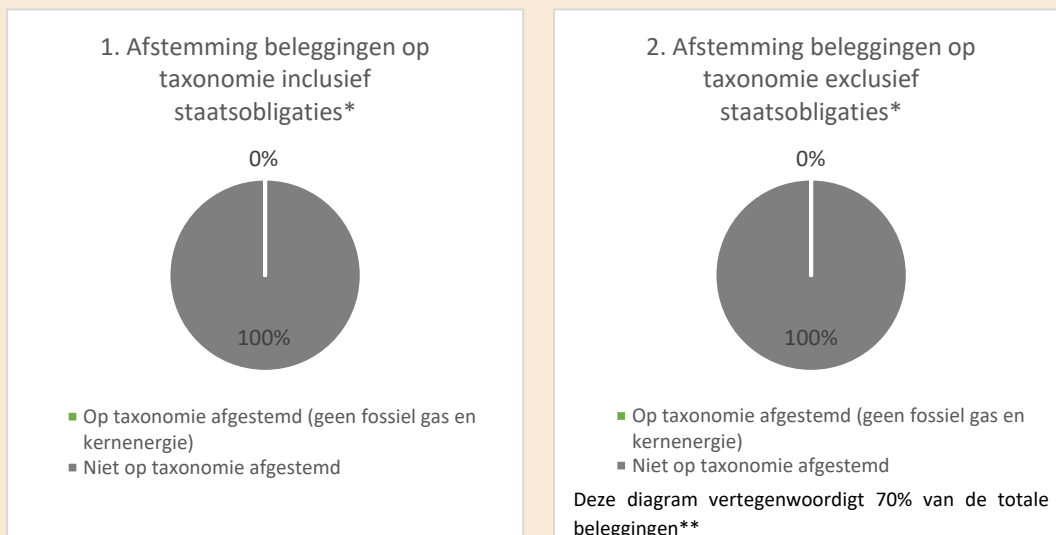 1. Afstemming beleggingen op
taxonomie inclusief
staatsobligaties*
0%
100%
Op taxonomie afgestemd (geen fossiel gas en
kernenergie)
Niet op taxonomie afgestemd
2. Afstemming beleggingen op
taxonomie exclusief
staatsobligaties*
0%
100%
Op taxonomie afgestemd (geen fossiel gas en
kernenergie)
Niet op taxonomie afgestemd
Deze diagram vertegenwoordigt 70% van de totale
beleggingen**